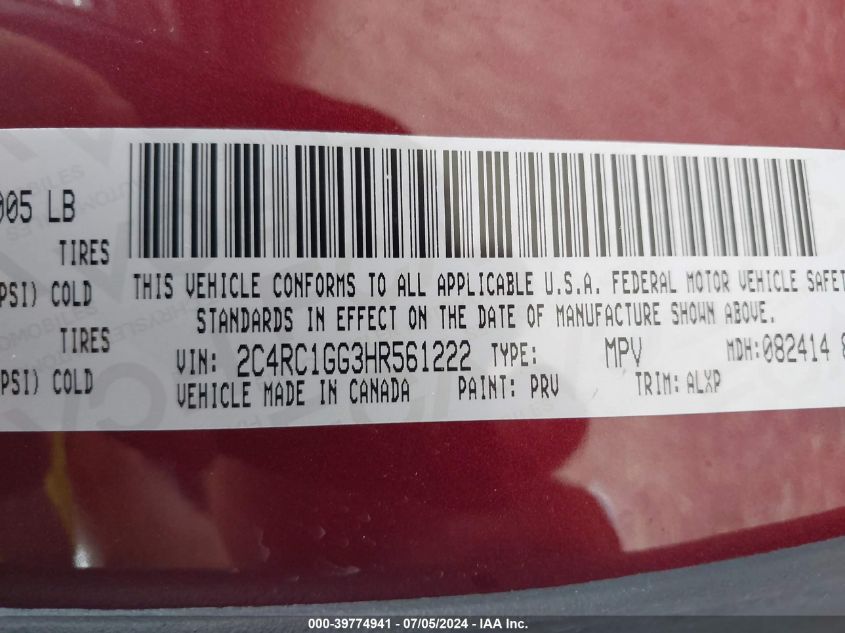 005 LB
TIRES
PSI) COLD
TIRES
PSI) COLD
THIS VEHICLE CONFORMS TO ALL APPLICABLE U.S.A. FEDERAL MOTOR VEHICLE SAFET
STANDARDS IN EFFECT ON THE DATE OF MANUFACTURE SHOWN ABOVE.
VIN: 2C4RC1GG3HR561222 TYPE: MPV MDH:082414
VEHICLE MADE IN CANADA PAINT: PRV TRIM: ALXP
000-39774941 - 07/05/2024 - IAA Inc.